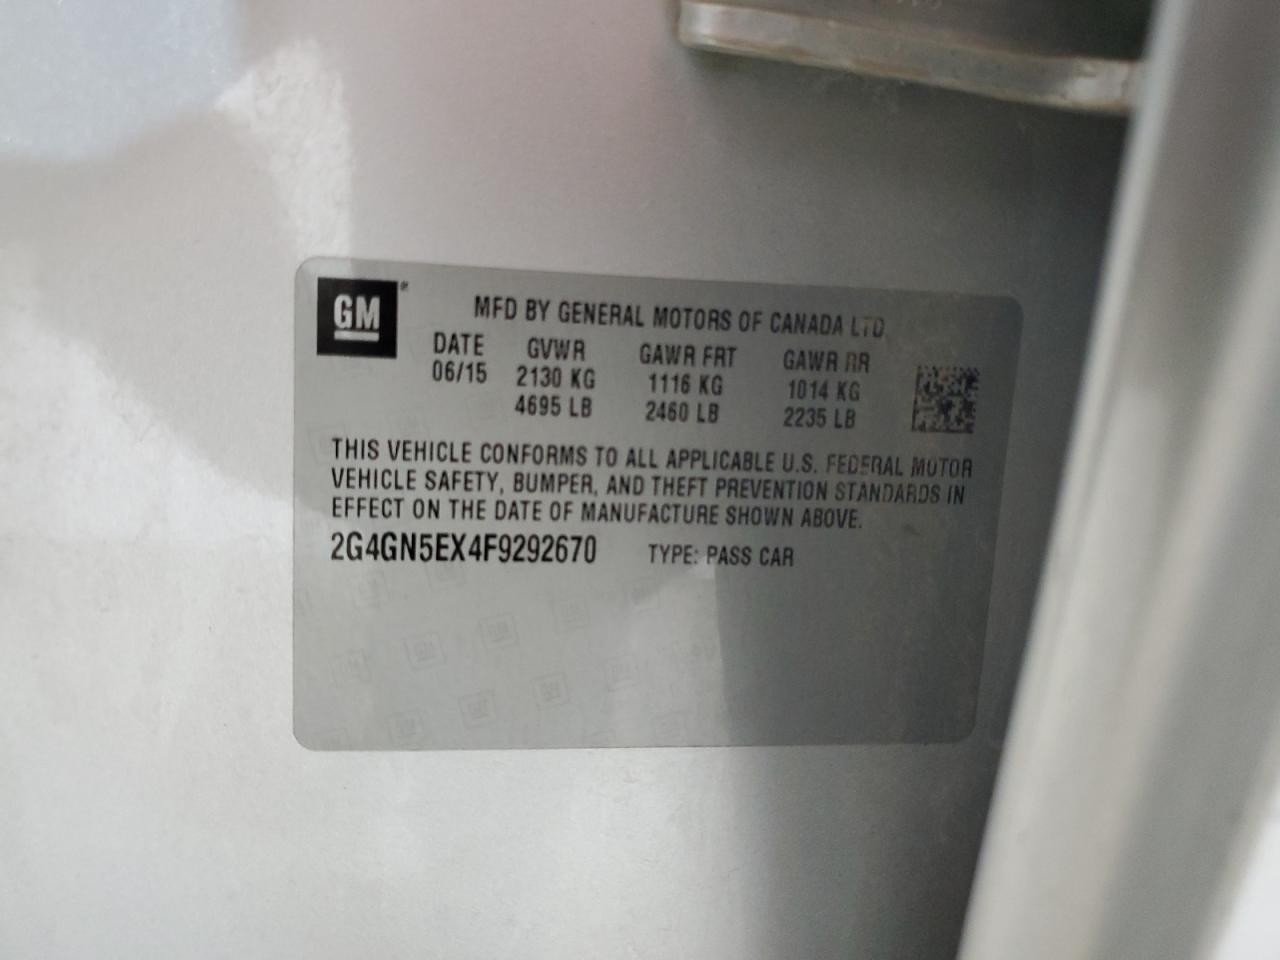 GM
MFD BY GENERAL MOTORS OF CANADA LTD
DATE GVWR GAWR FRT GAWR RR
06/15 2130 KG 1116 KG 1014 KG
4695 LB 2460 LB 2235 LB
THIS VEHICLE CONFORMS TO ALL APPLICABLE U.S. FEDERAL MOTOR
VEHICLE SAFETY, BUMPER, AND THEFT PREVENTION STANDARDS IN
EFFECT ON THE DATE OF MANUFACTURE SHOWN ABOVE.
2G4GN5EX4F9292670 TYPE: PASS CAR